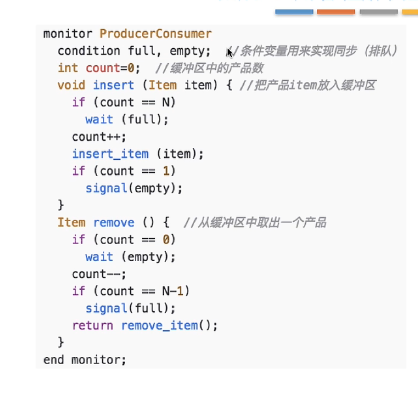 monitor ProducerConsumer
condition full, empty; //条件变量用来实现同步（排队）
int count=0; //缓冲区中的产品数
void insert (Item item) { //把产品item放入缓冲区
if (count == N)
wait (full);
count++;
insert_item (item);
if (count == 1)
signal(empty);
}
Item remove () { //从缓冲区中取出一个产品
if (count == 0)
wait (empty);
count--;
if (count == N-1)
signal(full);
return remove_item();
}
end monitor;